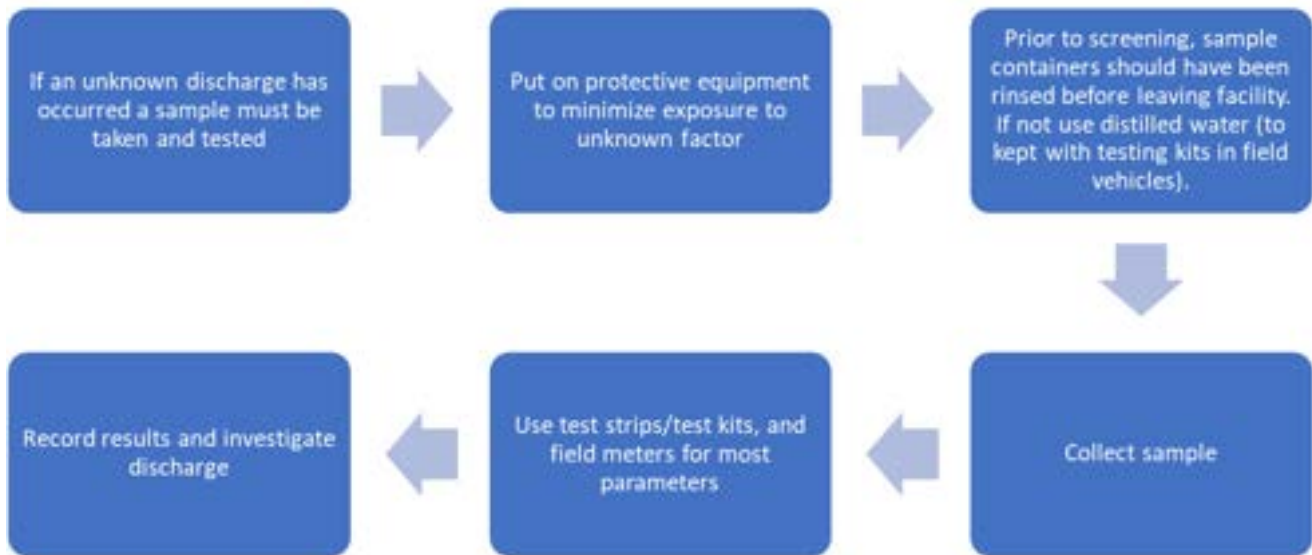 If an unknown discharge has
occurred a sample must be
taken and tested
Put on protective equipment
to minimize exposure to
unknown factor
Prior to screening, sample
containers should have been
rinsed before leaving facility.
If not use distilled water (to
kept with testing kits in field
vehicles).
Collect sample
Use test strips/test kits, and
field meters for most
parameters
Record results and investigate
discharge